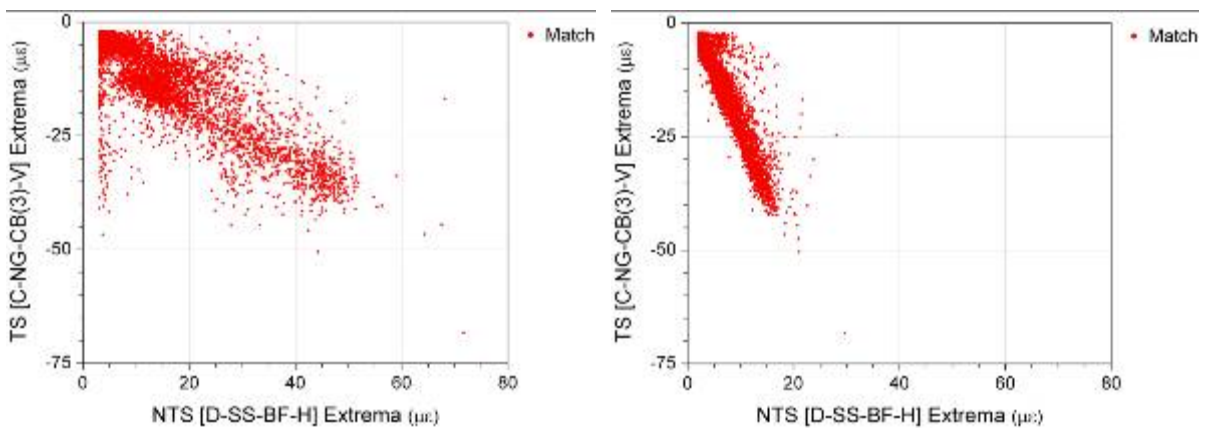 0
-25
-50
-75
TS [C-NG-CB(3)-V] Extrema (με)
0 20 40 60 80
NTS [D-SS-BF-H] Extrema (με)
Match
0
-25
-50
-75
TS [C-NG-CB(3)-V] Extrema (με)
0 20 40 60 80
NTS [D-SS-BF-H] Extrema (με)
Match